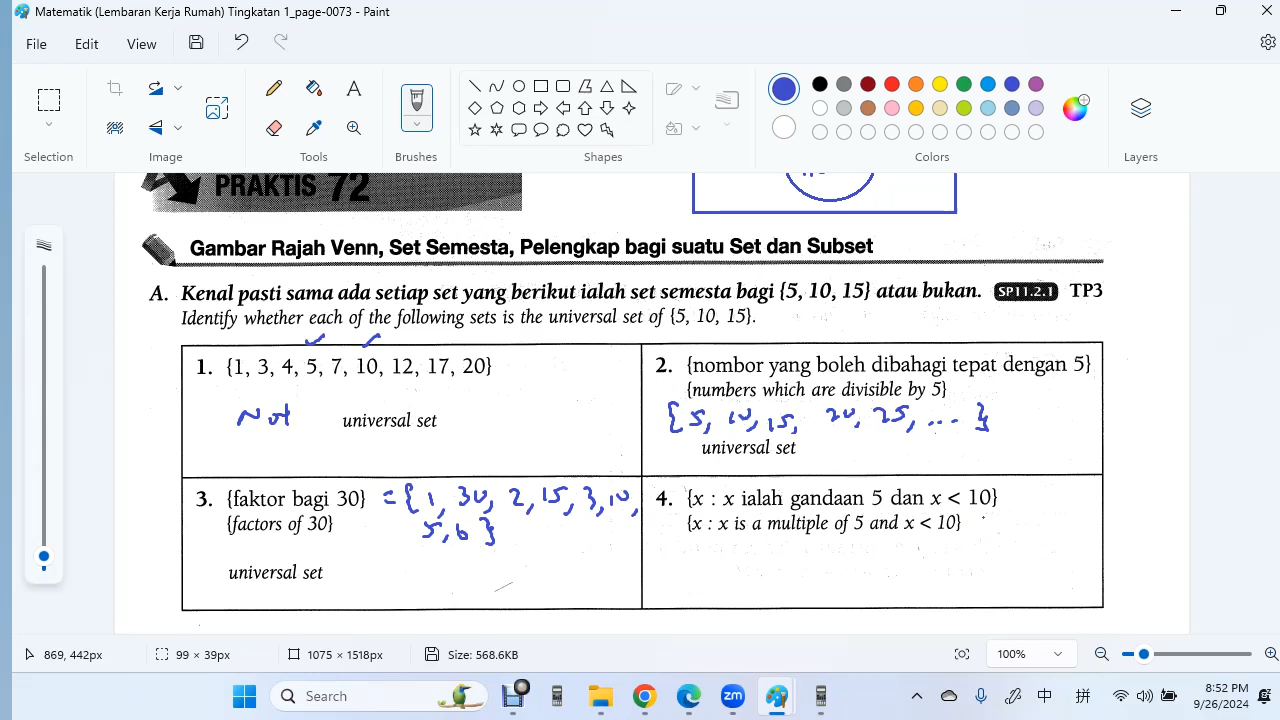 Matematik (Lembaran Kerja Rumah) Tingkatan 1_page-0073 - Paint
File Edit View
Selection Image Tools Brushes Shapes Colors Layers
PRAKTIS 72
Gambar Rajah Venn, Set Semesta, Pelengkap bagi suatu Set dan Subset
A. Kenal pasti sama ada setiap set yang berikut ialah set semesta bagi {5, 10, 15} atau bukan. SP11.2.1 TP3
Identify whether each of the following sets is the universal set of {5, 10, 15}.
1. {1, 3, 4, 5, 7, 10, 12, 17, 20}
Not universal set
2. {nombor yang boleh dibahagi tepat dengan 5}
{numbers which are divisible by 5}
{5, 10, 15, 20, 25, ... }
universal set
3. {faktor bagi 30} = {1, 30, 2, 15, 3, 10,
{factors of 30} 5, 6 }
universal set
4. {x : x ialah gandaan 5 dan x < 10}
{x : x is a multiple of 5 and x < 10}
869, 442px 99 × 39px 1075 × 1518px Size: 568.6KB 100%
Search zm 中 拼 8:52 PM
9/26/2024